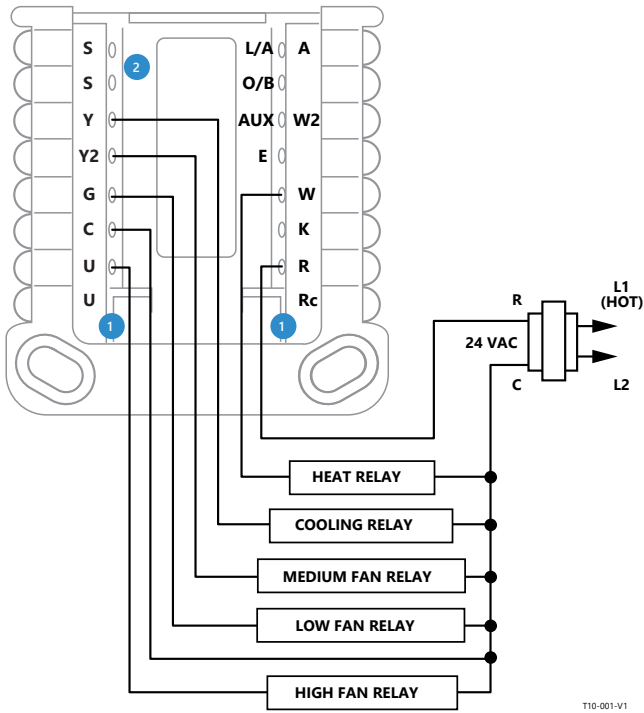 S L/A A
2
S O/B
Y AUX W2
Y2 E
G W
C K
U R
U Rc
1 1
R L1
(HOT)
24 VAC
C L2
HEAT RELAY
COOLING RELAY
MEDIUM FAN RELAY
LOW FAN RELAY
HIGH FAN RELAY
T10-001-V1